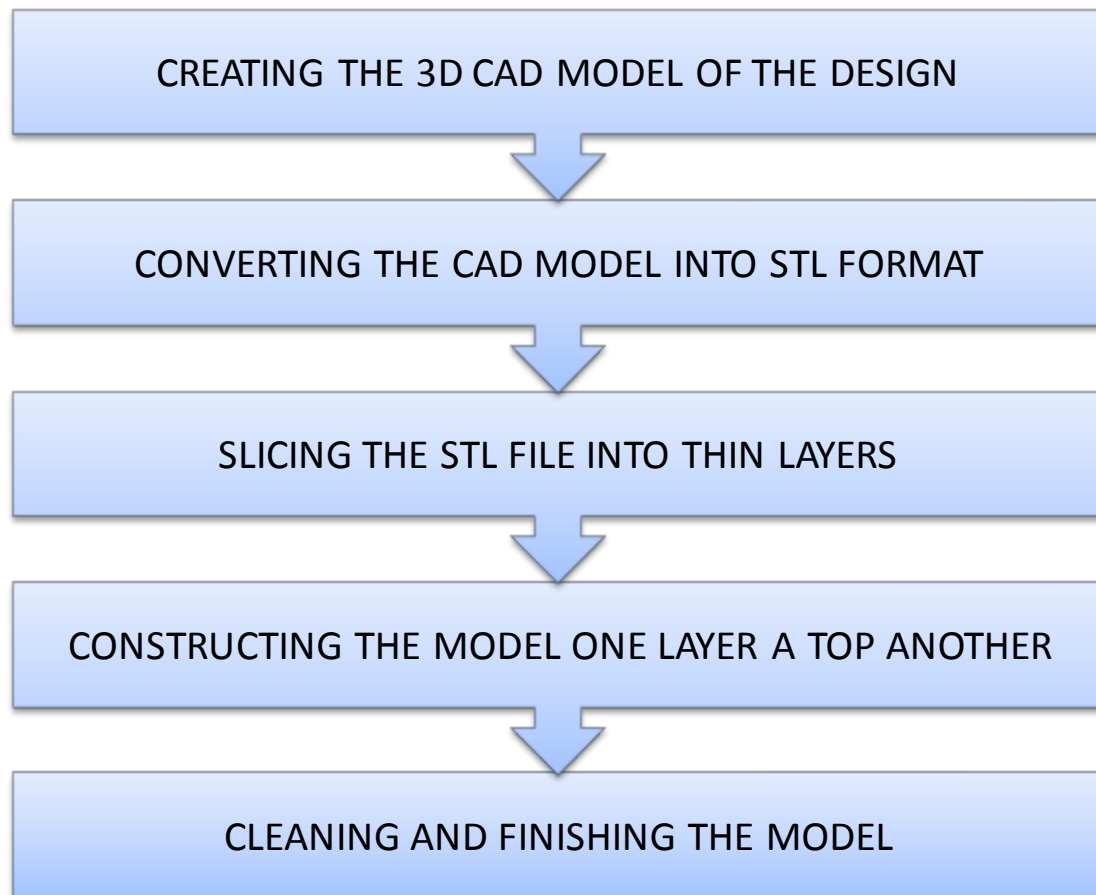 CREATING THE 3D CAD MODEL OF THE DESIGN
CONVERTING THE CAD MODEL INTO STL FORMAT
SLICING THE STL FILE INTO THIN LAYERS
CONSTRUCTING THE MODEL ONE LAYER A TOP ANOTHER
CLEANING AND FINISHING THE MODEL